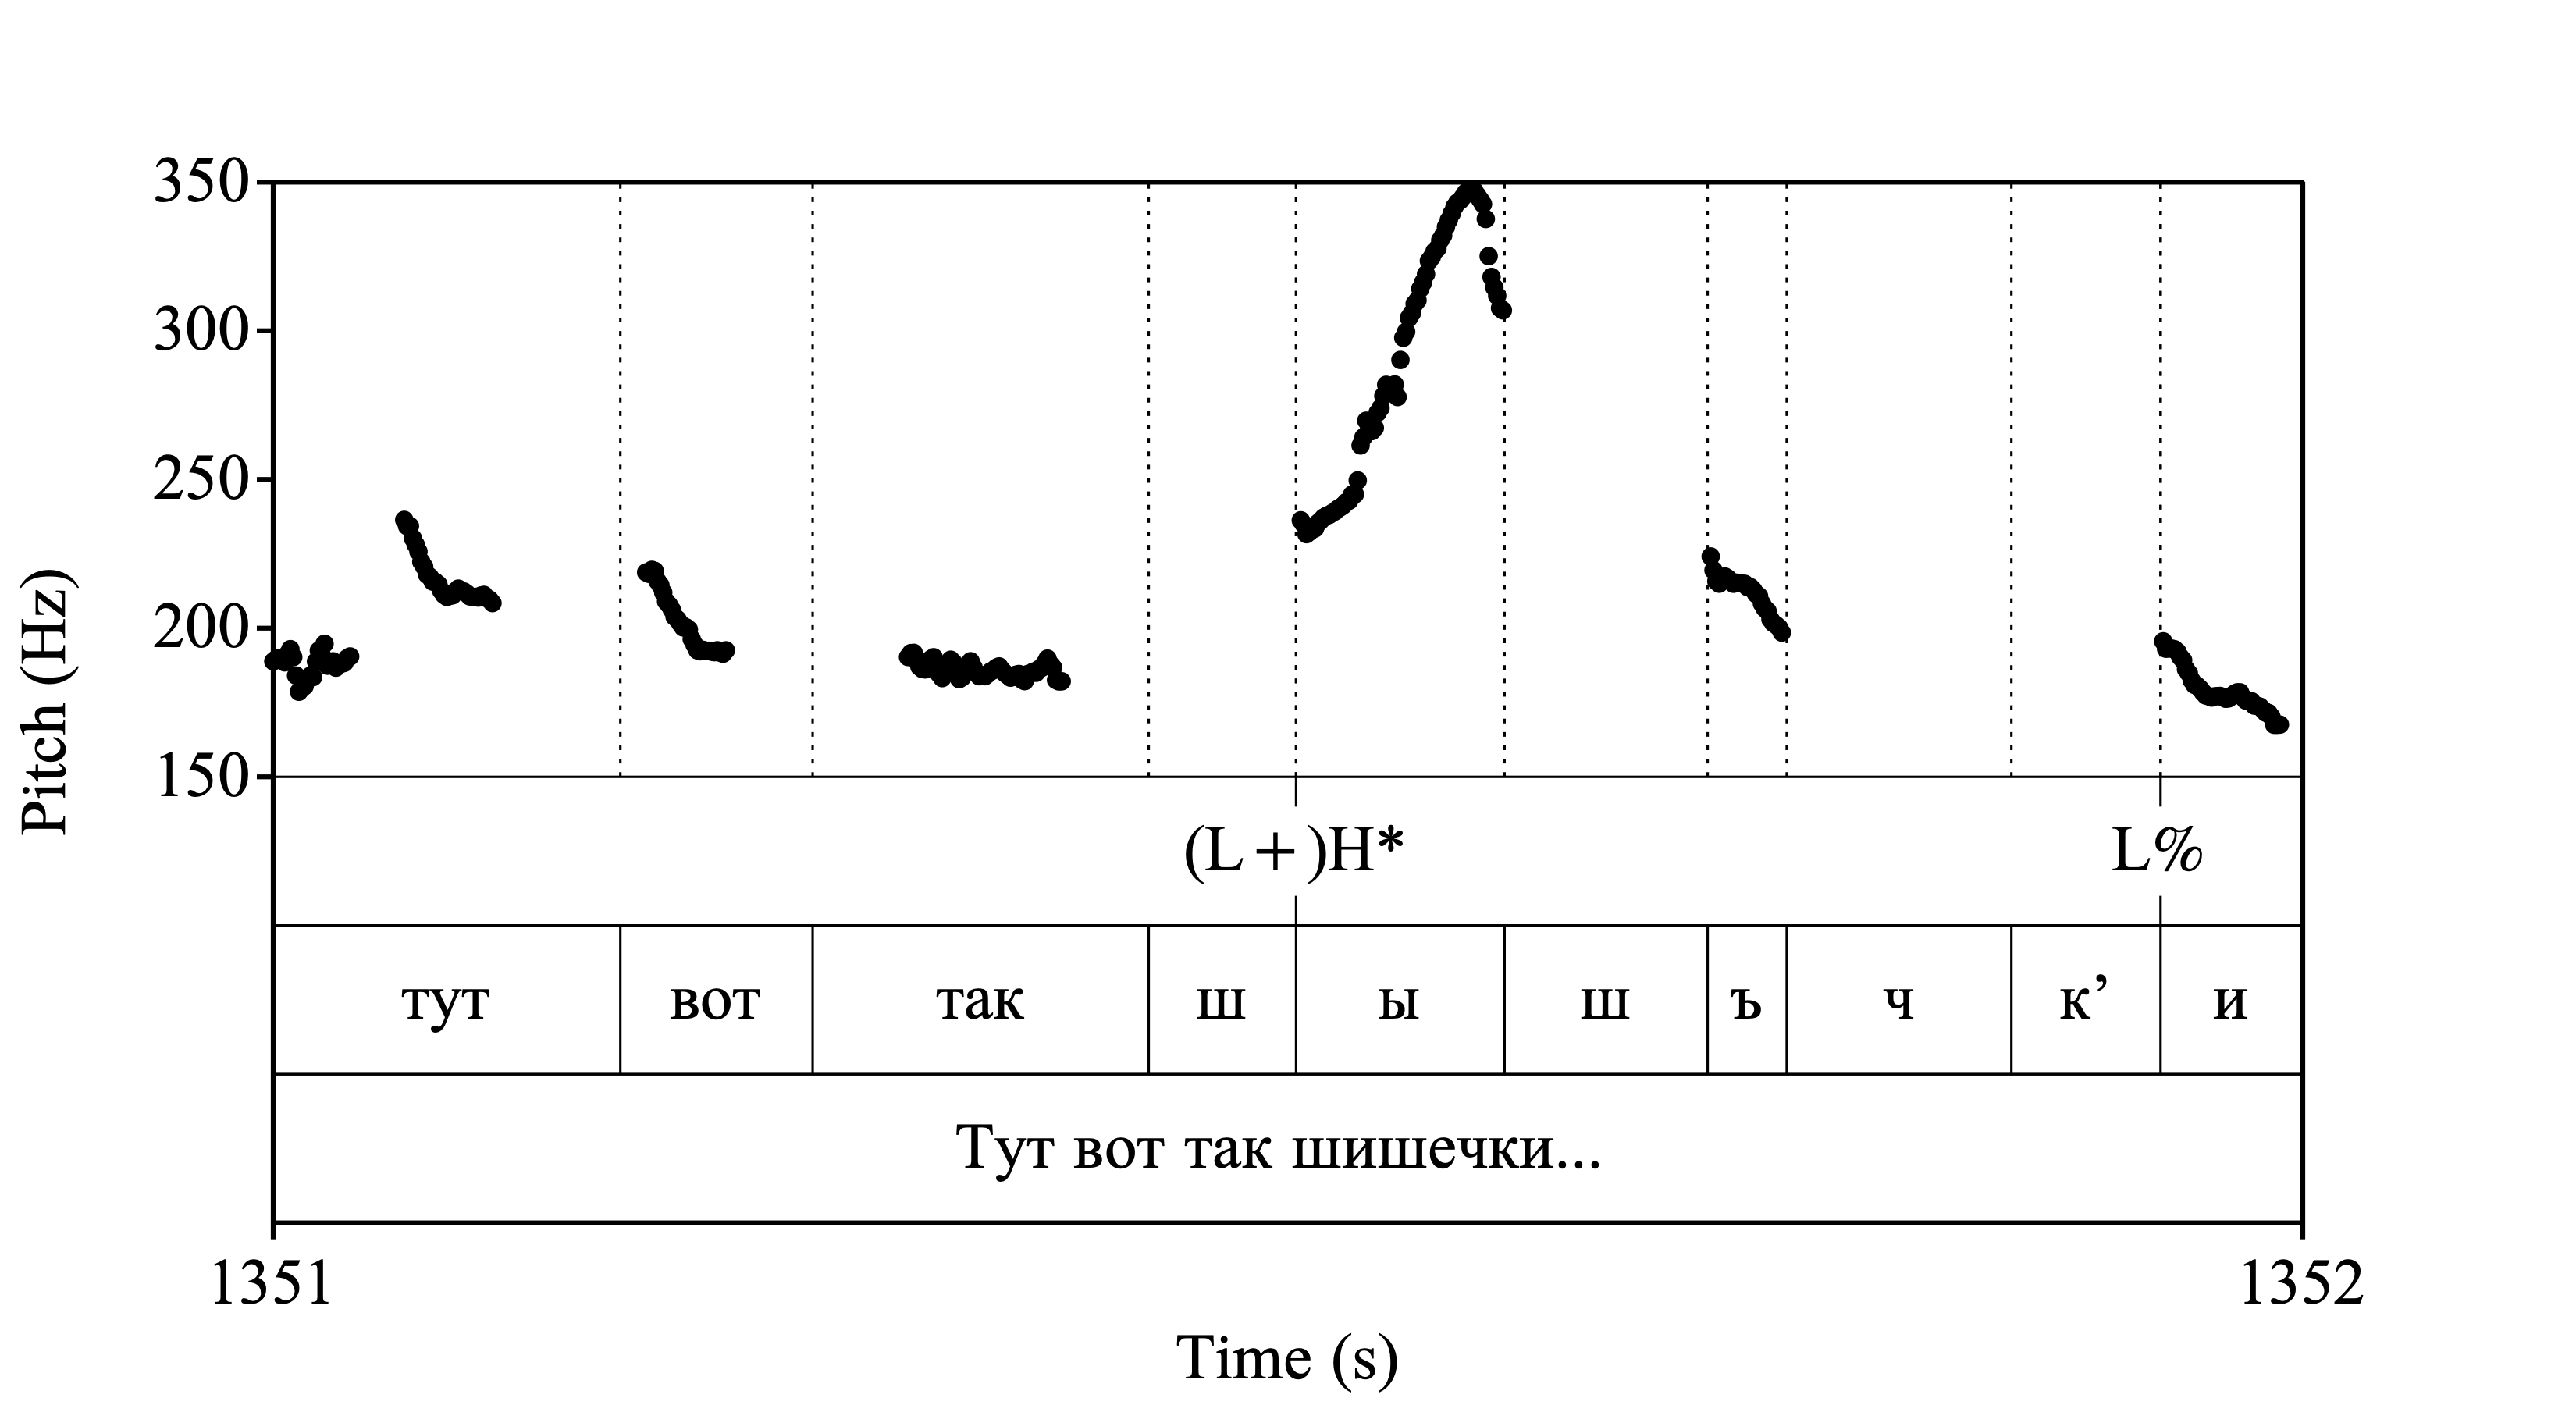 350
300
250
200
150
Pitch (Hz)
(L+)H* L%
тут вот так ш ы ш ъ ч к’ и
Тут вот так шишечки...
1351 1352
Time (s)